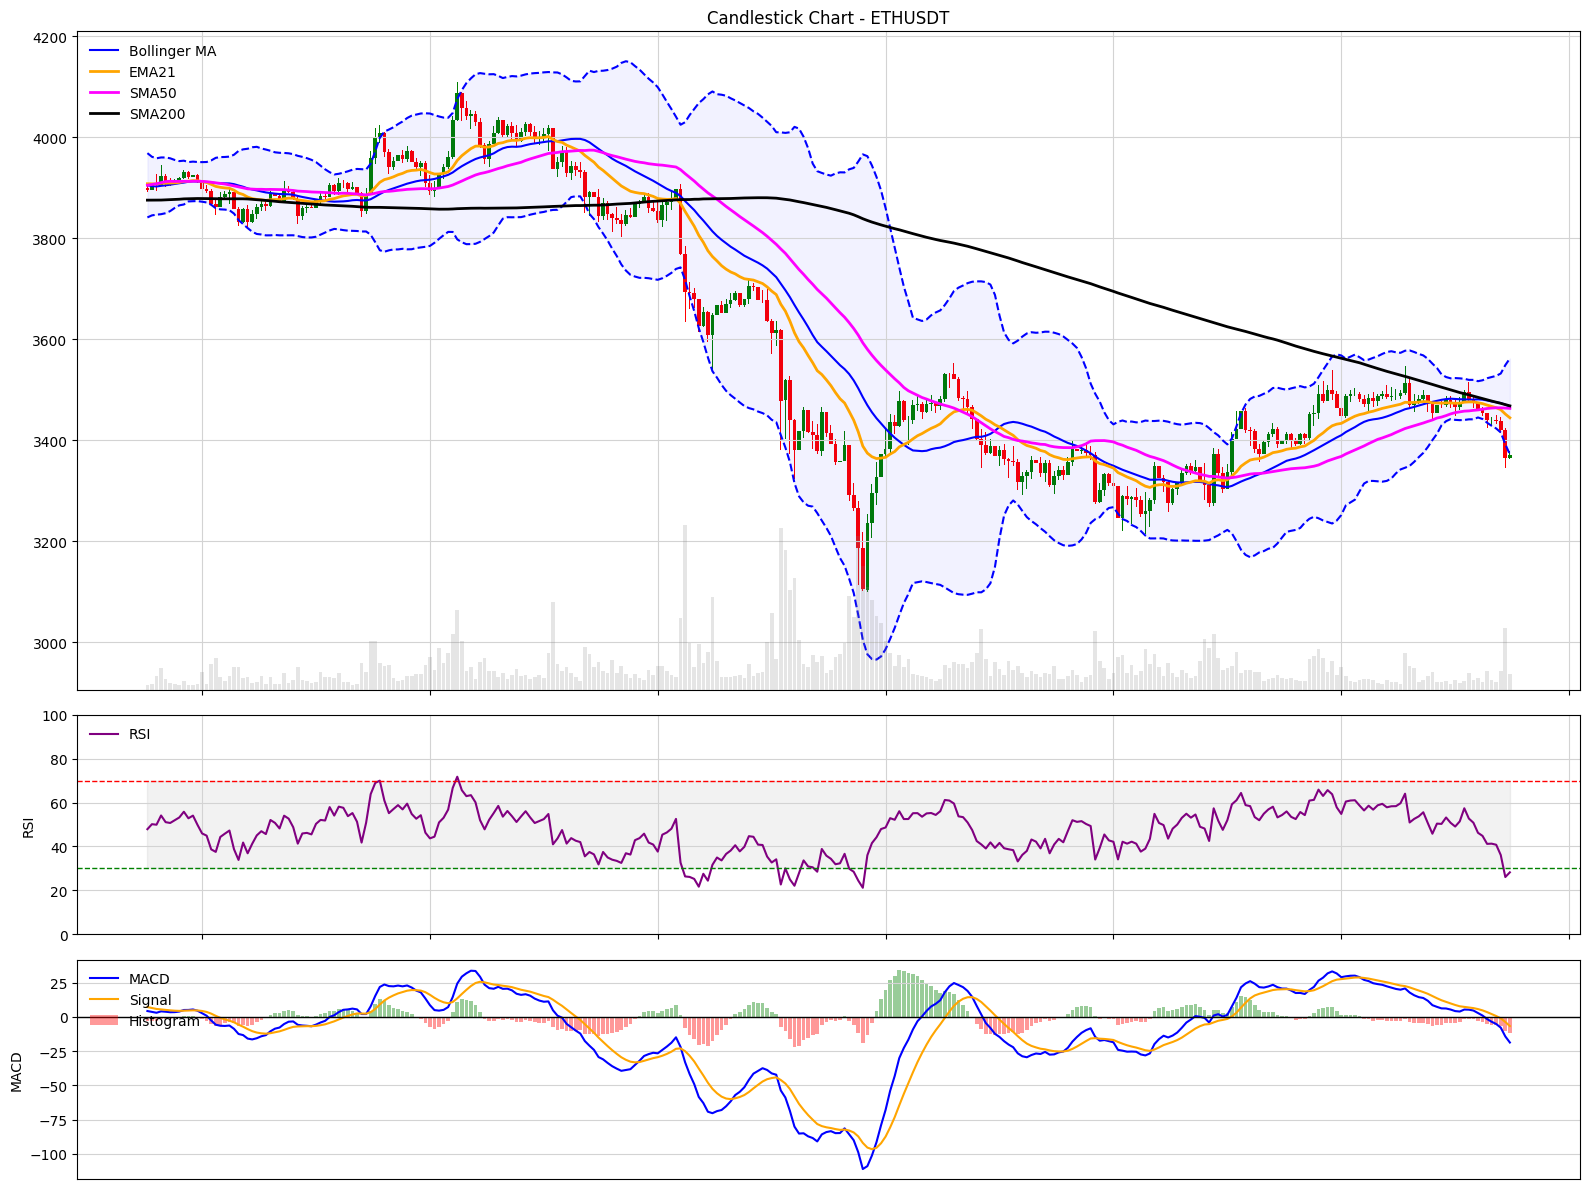 Candlestick Chart - ETHUSDT
4200
Bollinger MA
EMA21
SMA50
SMA200
4000
3800
3600
3400
3200
3000
100
RSI
80
60
RSI
40
20
0
MACD
25
Signal
0
Histogram
−25
MACD
−50
−75
−100